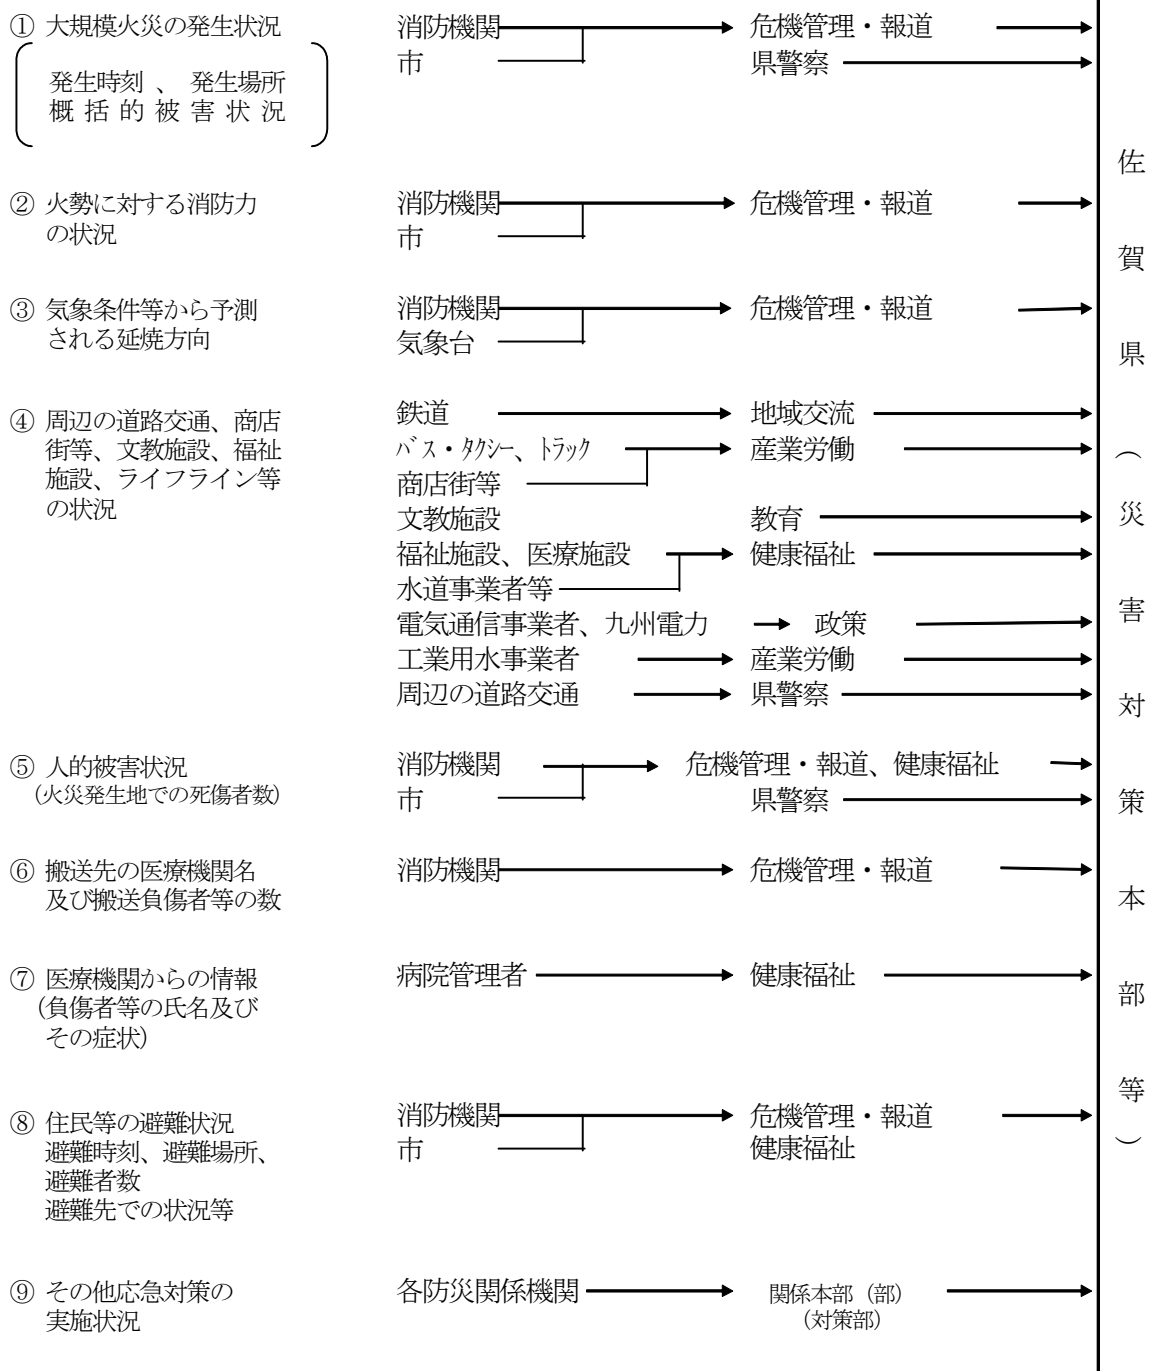 ① 大規模火災の発生状況
発生時刻 、 発生場所
概括的被害状況
消防機関
市
危機管理・報道
県警察
② 火勢に対する消防力
の状況
消防機関
市
危機管理・報道
③ 気象条件等から予測
される延焼方向
消防機関
気象台
危機管理・報道
④ 周辺の道路交通、商店
街等、文教施設、福祉
施設、ライフライン等
の状況
鉄道
地域交流
バス・タクシー、トラック
産業労働
商店街等
文教施設
教育
福祉施設、医療施設
健康福祉
水道事業者等
電気通信事業者、九州電力
政策
工業用水事業者
産業労働
周辺の道路交通
県警察
⑤ 人的被害状況
(火災発生地での死傷者数)
消防機関
市
危機管理・報道、健康福祉
県警察
⑥ 搬送先の医療機関名
及び搬送負傷者等の数
消防機関
危機管理・報道
⑦ 医療機関からの情報
(負傷者等の氏名及び
その症状)
病院管理者
健康福祉
⑧ 住民等の避難状況
避難時刻、避難場所、
避難者数
避難先での状況等
消防機関
市
危機管理・報道
健康福祉
⑨ その他応急対策の
実施状況
各防災関係機関
関係本部（部）
（対策部）
佐賀県（災害対策本部等）